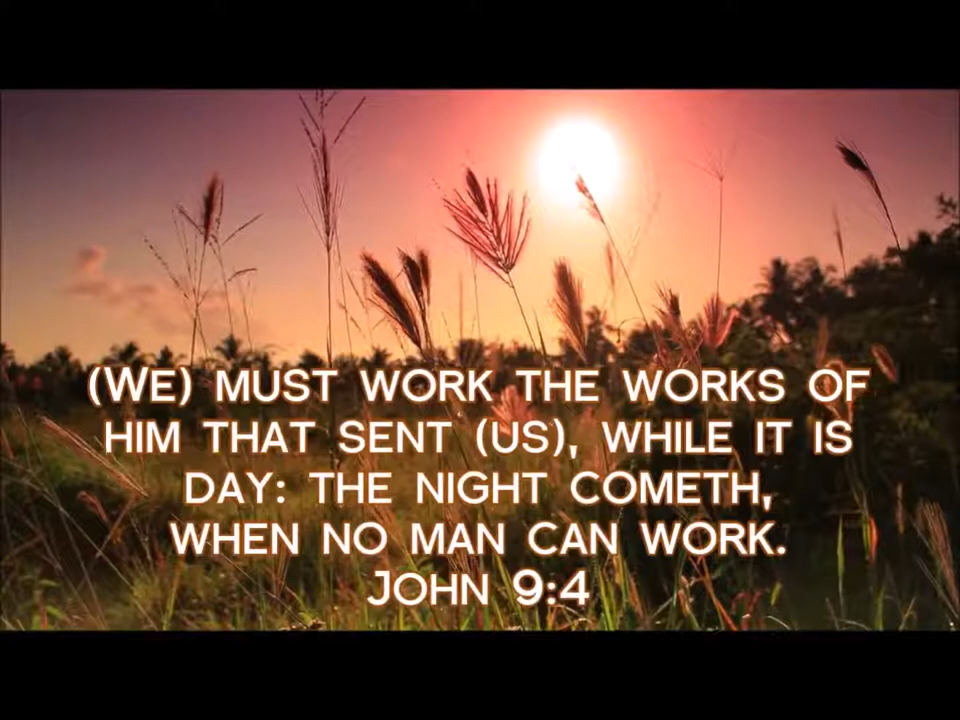 (WE) MUST WORK THE WORKS OF
HIM THAT SENT (US), WHILE IT IS
DAY: THE NIGHT COMETH,
WHEN NO MAN CAN WORK.
JOHN 9:4